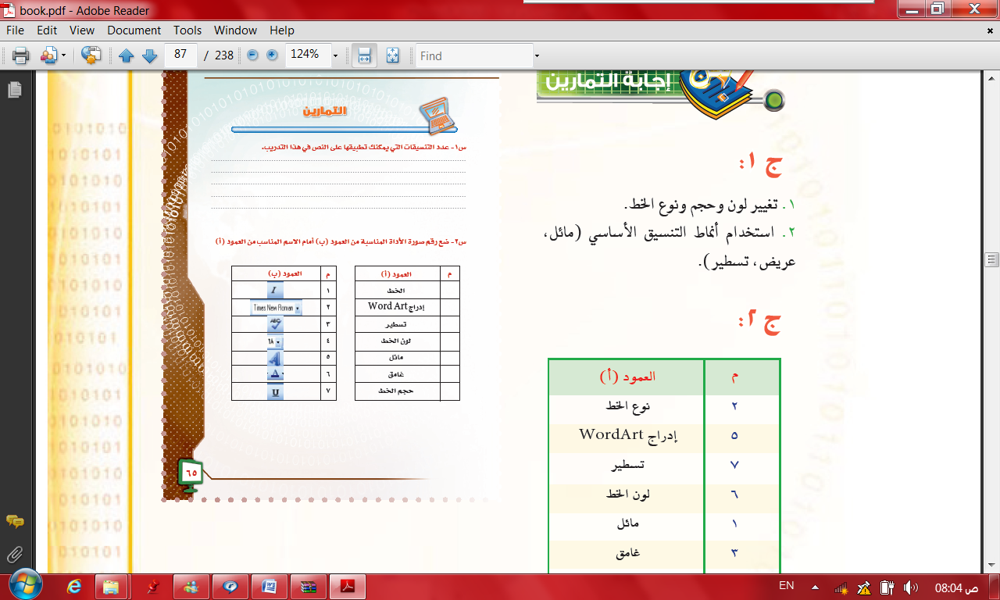 book.pdf - Adobe Reader
File Edit View Document Tools Window Help
87 / 238 124% Find
التمارين
س١- عدد التنسيقات التي يمكنك تطبيقها على النص في هذا التدريب.
س٢- ضع رقم صورة الأداة المناسبة من العمود (ب) أمام الاسم المناسب من العمود (أ)
م العمود (أ)
الخط
إدراج Word Art
تسطير
لون الخط
مائل
غامق
حجم الخط
م العمود (ب)
١ I
٢ Times New Roman
٣ ABC
٤ ١٨
٥ A
٦ A
٧ U
٦٥
إجابة التمارين
ج ١:
١. تغيير لون وحجم ونوع الخط.
٢. استخدام أنماط التنسيق الأساسي (مائل،
عريض، تسطير).
ج ٢:
م العمود (أ)
٢ نوع الخط
٥ إدراج WordArt
٧ تسطير
٦ لون الخط
١ مائل
٣ غامق
EN
08:04 ص